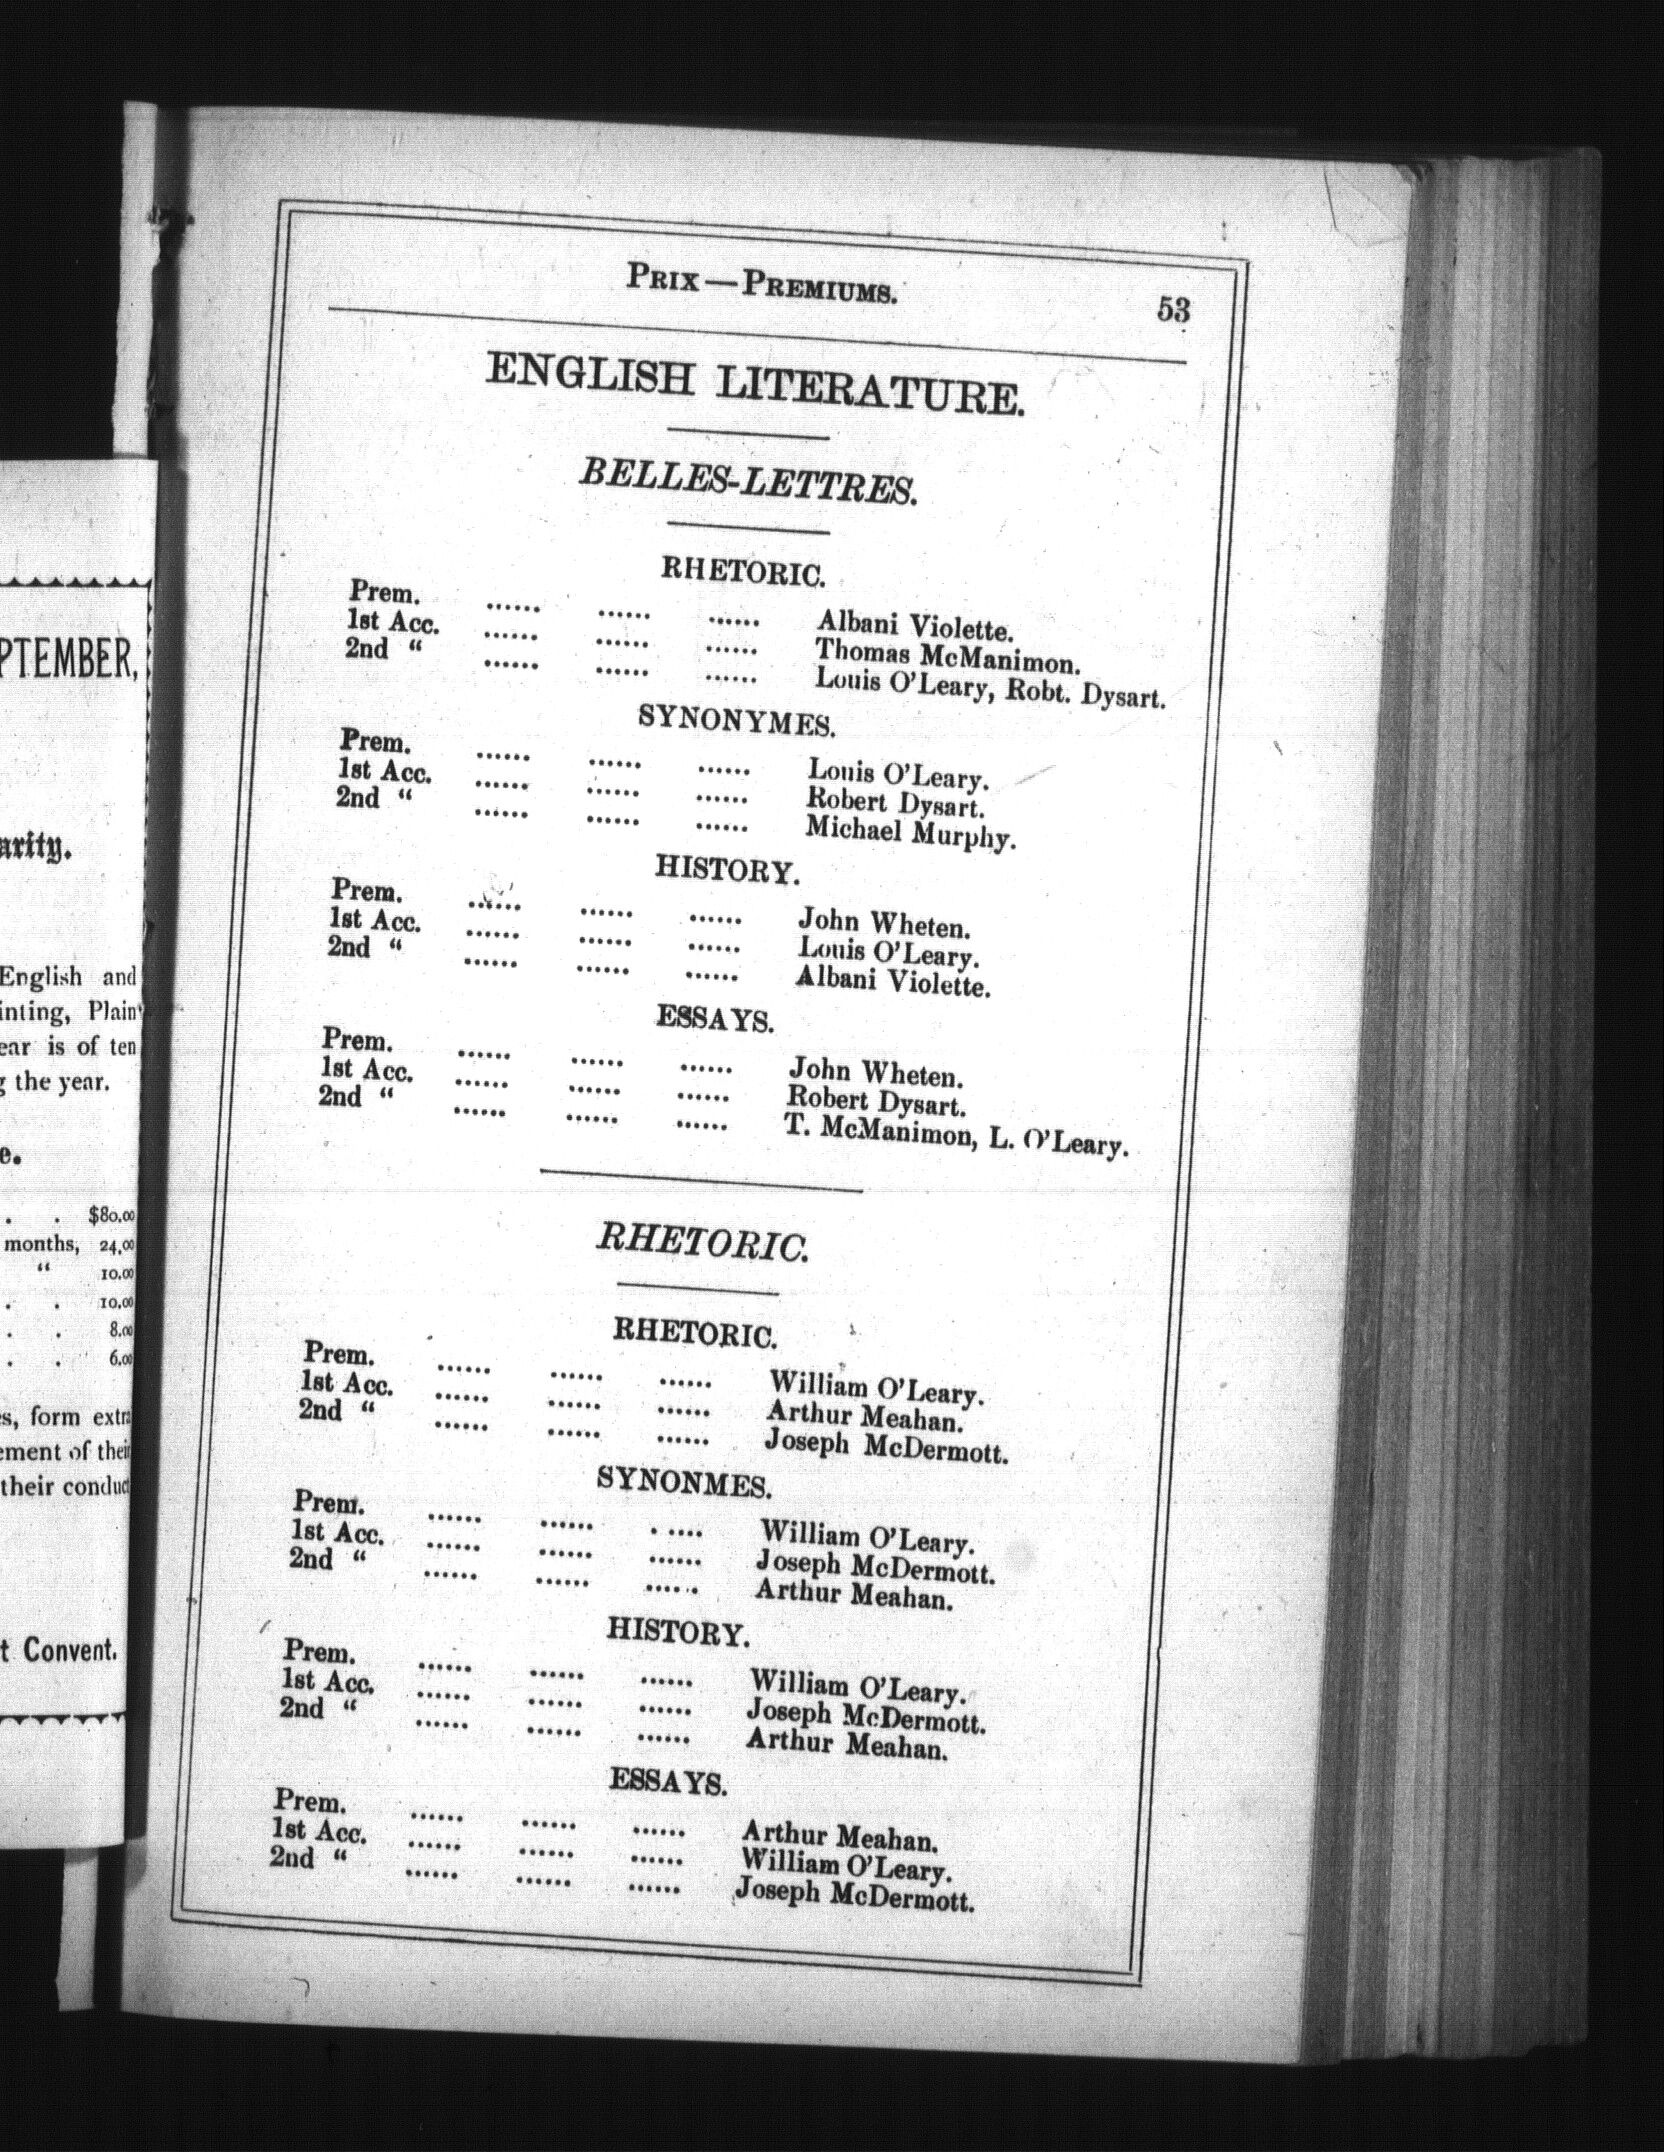 PTEMBER,
arity.
English and
inting, Plain
ear is of ten
g the year.
e.
. . $80.00
months, 24.00
“ 10.00
. . 10.00
. . 8.00
. . 6.00
es, form extra
ement of their
their conduct
t Convent.
PRIX—PREMIUMS. 53
ENGLISH LITERATURE.
BELLES-LETTRES.
RHETORIC.
Prem. ...... ...... ...... Albani Violette.
1st Acc. ...... ...... ...... Thomas McManimon.
2nd “ ...... ...... ...... Louis O'Leary, Robt. Dysart.
SYNONYMES.
Prem. ...... ...... ...... Louis O'Leary.
1st Acc. ...... ...... ...... Robert Dysart.
2nd “ ...... ...... ...... Michael Murphy.
HISTORY.
Prem. ...... ...... ...... John Wheten.
1st Acc. ...... ...... ...... Louis O'Leary.
2nd “ ...... ...... ...... Albani Violette.
ESSAYS.
Prem. ...... ...... ...... John Wheten.
1st Acc. ...... ...... ...... Robert Dysart.
2nd “ ...... ...... ...... T. McManimon, L. O'Leary.
RHETORIC.
RHETORIC.
Prem. ...... ...... ...... William O'Leary.
1st Acc. ...... ...... ...... Arthur Meahan.
2nd “ ...... ...... ...... Joseph McDermott.
SYNONMES.
Prem. ...... ...... . .... William O'Leary.
1st Acc. ...... ...... ...... Joseph McDermott.
2nd “ ...... ...... ...... Arthur Meahan.
HISTORY.
Prem. ...... ...... ...... William O'Leary.
1st Acc. ...... ...... ...... Joseph McDermott.
2nd “ ...... ...... ...... Arthur Meahan.
ESSAYS.
Prem. ...... ...... ...... Arthur Meahan.
1st Acc. ...... ...... ...... William O'Leary.
2nd “ ...... ...... ...... Joseph McDermott.